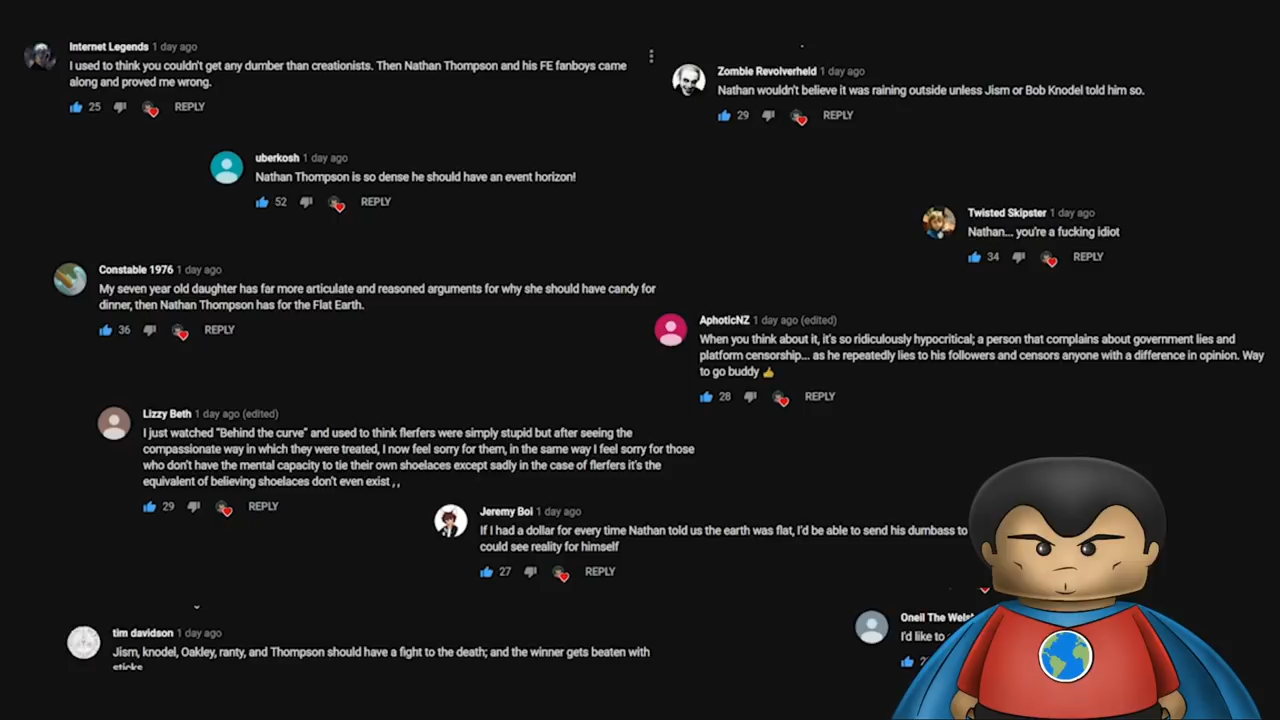 Internet Legends 1 day ago
I used to think you couldn't get any dumber than creationists. Then Nathan Thompson and his FE fanboys came
along and proved me wrong.
25 REPLY
Zombie Revolverheld 1 day ago
Nathan wouldn't believe it was raining outside unless Jism or Bob Knodel told him so.
29 REPLY
uberkosh 1 day ago
Nathan Thompson is so dense he should have an event horizon!
52 REPLY
Twisted Skipster 1 day ago
Nathan... you're a fucking idiot
34 REPLY
Constable 1976 1 day ago
My seven year old daughter has far more articulate and reasoned arguments for why she should have candy for
dinner, then Nathan Thompson has for the Flat Earth.
36 REPLY
AphoticNZ 1 day ago (edited)
When you think about it, it's so ridiculously hypocritical; a person that complains about government lies and
platform censorship... as he repeatedly lies to his followers and censors anyone with a difference in opinion. Way
to go buddy 👍
28 REPLY
Lizzy Beth 1 day ago (edited)
I just watched "Behind the curve" and used to think flerfers were simply stupid but after seeing the
compassionate way in which they were treated, I now feel sorry for them, in the same way I feel sorry for those
who don't have the mental capacity to tie their own shoelaces except sadly in the case of flerfers it's the
equivalent of believing shoelaces don't even exist , ,
29 REPLY
Jeremy Boi 1 day ago
If I had a dollar for every time Nathan told us the earth was flat, I'd be able to send his dumbass to
could see reality for himself
27 REPLY
tim davidson 1 day ago
Jism, knodel, Oakley, ranty, and Thompson should have a fight to the death; and the winner gets beaten with
sticks
Oneil The
I'd like to